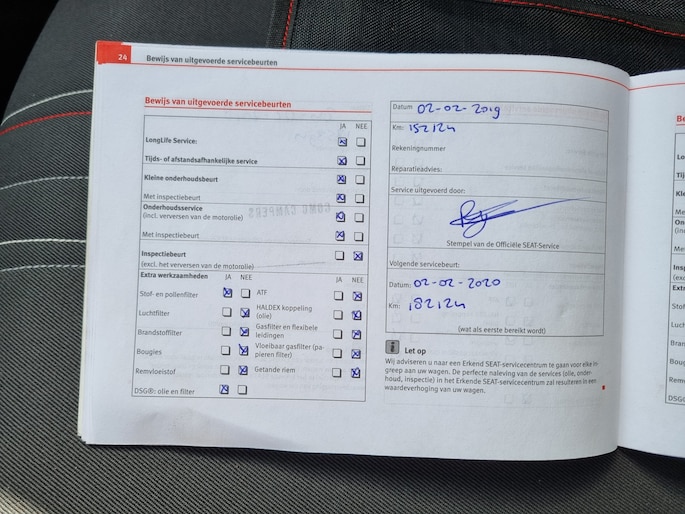 24 Bewijs van uitgevoerde servicebeurten
Bewijs van uitgevoerde servicebeurten
JA NEE
LongLife Service:
Tijds- of afstandsafhankelijke service
Kleine onderhoudsbeurt
Met inspectiebeurt
Onderhoudsservice
(incl. verversen van de motorolie)
Met inspectiebeurt
Inspectiebeurt
(excl. het verversen van de motorolie)
Extra werkzaamheden JA NEE JA NEE
Stof- en pollenfilter ATF
Luchtfilter HALDEX koppeling
(olie)
Brandstoffilter Gasfilter en flexibele
leidingen
Bougies Vloeibaar gasfilter (pa-
pieren filter)
Remvloeistof Getande riem
DSG®: olie en filter
Datum 02-02-2019
Km: 152124
Rekeningnummer
Reparatieadvies:
Service uitgevoerd door:
Stempel van de Officiële SEAT-Service
Volgende servicebeurt:
Datum: 02-02-2020
Km: 182124
(wat als eerste bereikt wordt)
Let op
Wij adviseren u naar een Erkend SEAT-servicecentrum te gaan voor elke in-
greep aan uw wagen. De perfecte naleving van de services (olie, onder-
houd, inspectie) in het Erkende SEAT-servicecentrum zal resulteren in een
waardeverhoging van uw wagen.